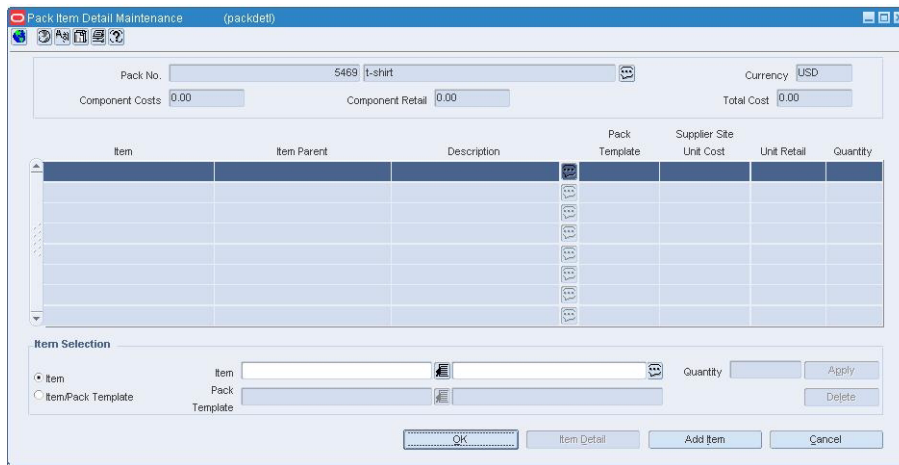 Pack Item Detail Maintenance (packdetl)
Pack No. 5469 t-shirt Currency USD
Component Costs 0.00 Component Retail 0.00 Total Cost 0.00
Pack Supplier Site
Item Item Parent Description Template Unit Cost Unit Retail Quantity
Item Selection
Item Item Quantity Apply
Item/Pack Template Pack Template Delete
OK Item Detail Add Item Cancel